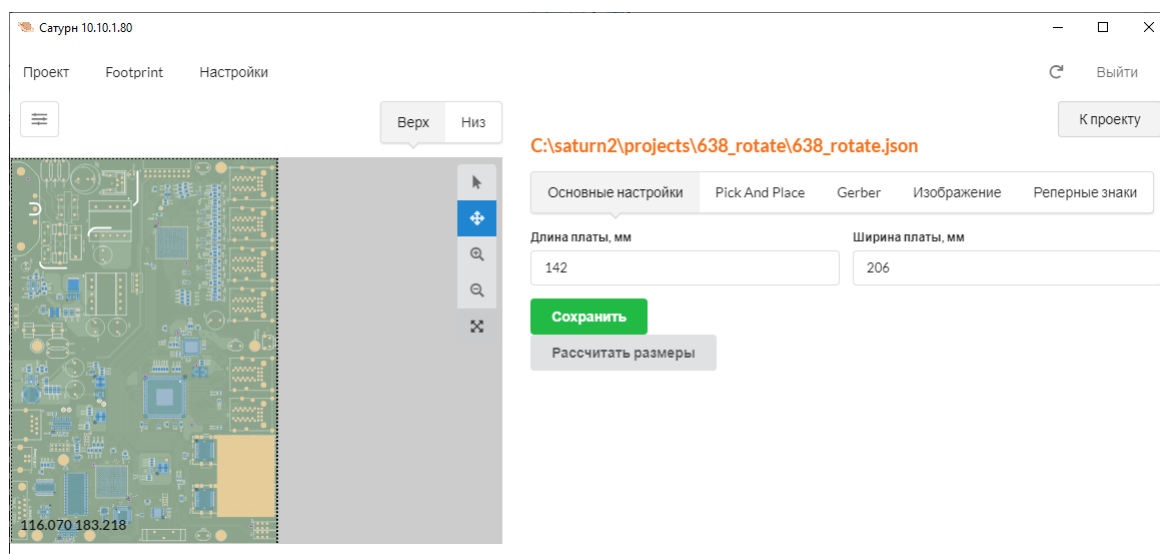 Сатурн 10.10.1.80
Проект Footprint Настройки Выйти
Верх Низ К проекту
C:\saturn2\projects\638_rotate\638_rotate.json
Основные настройки Pick And Place Gerber Изображение Реперные знаки
Длина платы, мм Ширина платы, мм
142 206
Сохранить
Рассчитать размеры
116.070 183.218